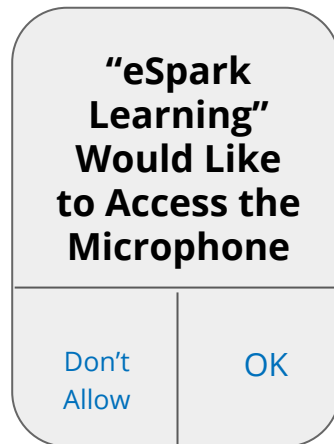 “eSpark
Learning”
Would Like
to Access the
Microphone
Don’t
Allow
OK